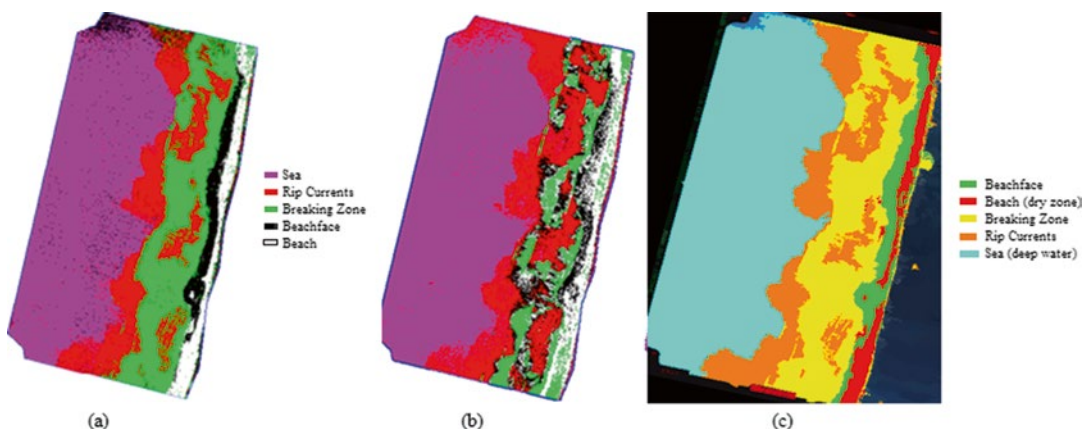 Sea
Rip Currents
Breaking Zone
Beachface
Beach
Beachface
Beach (dry zone)
Breaking Zone
Rip Currents
Sea (deep water)
(a)
(b)
(c)